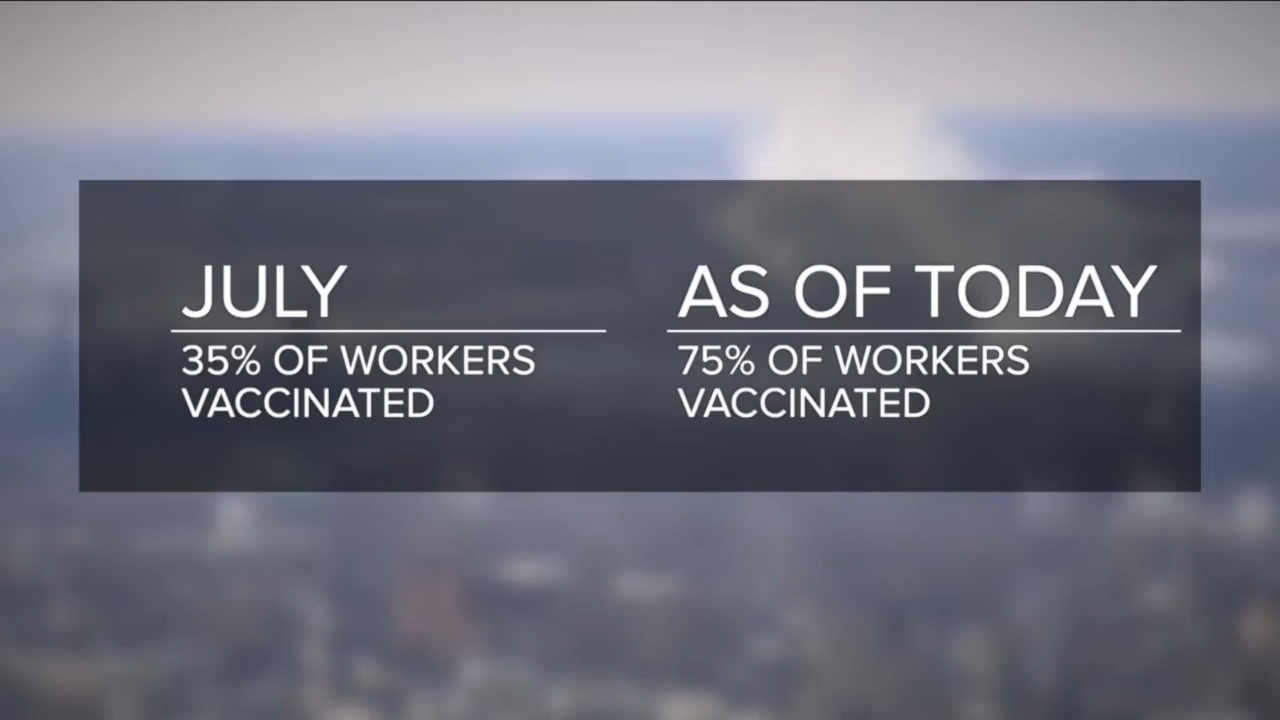 JULY
35% OF WORKERS
VACCINATED
AS OF TODAY
75% OF WORKERS
VACCINATED